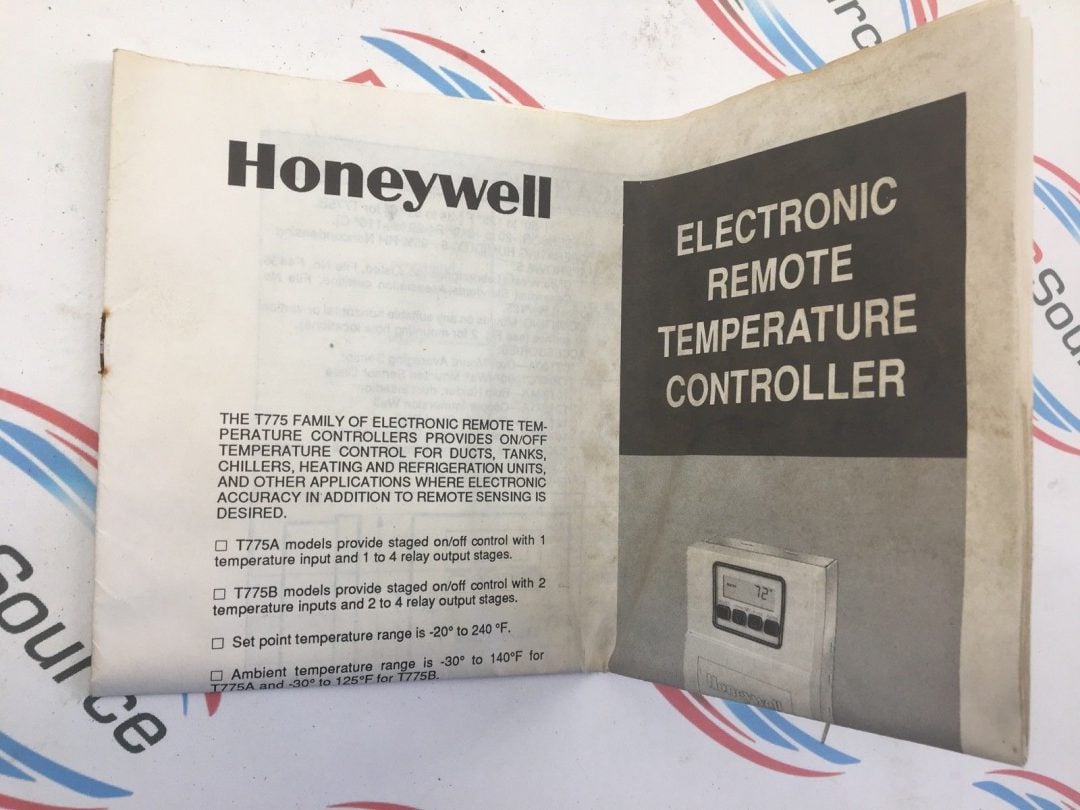 Honeywell
THE T775 FAMILY OF ELECTRONIC REMOTE TEM-
PERATURE CONTROLLERS PROVIDES ON/OFF
TEMPERATURE CONTROL FOR DUCTS, TANKS,
CHILLERS, HEATING AND REFRIGERATION UNITS,
AND OTHER APPLICATIONS WHERE ELECTRONIC
ACCURACY IN ADDITION TO REMOTE SENSING IS
DESIRED.
☐ T775A models provide staged on/off control with 1
temperature input and 1 to 4 relay output stages.
☐ T775B models provide staged on/off control with 2
temperature inputs and 2 to 4 relay output stages.
☐ Set point temperature range is -20° to 240 °F.
☐ Ambient temperature range is -30° to 140°F for
T775A and -30° to 125°F for T775B.
ELECTRONIC
REMOTE
TEMPERATURE
CONTROLLER
72°
Honeywell
Source